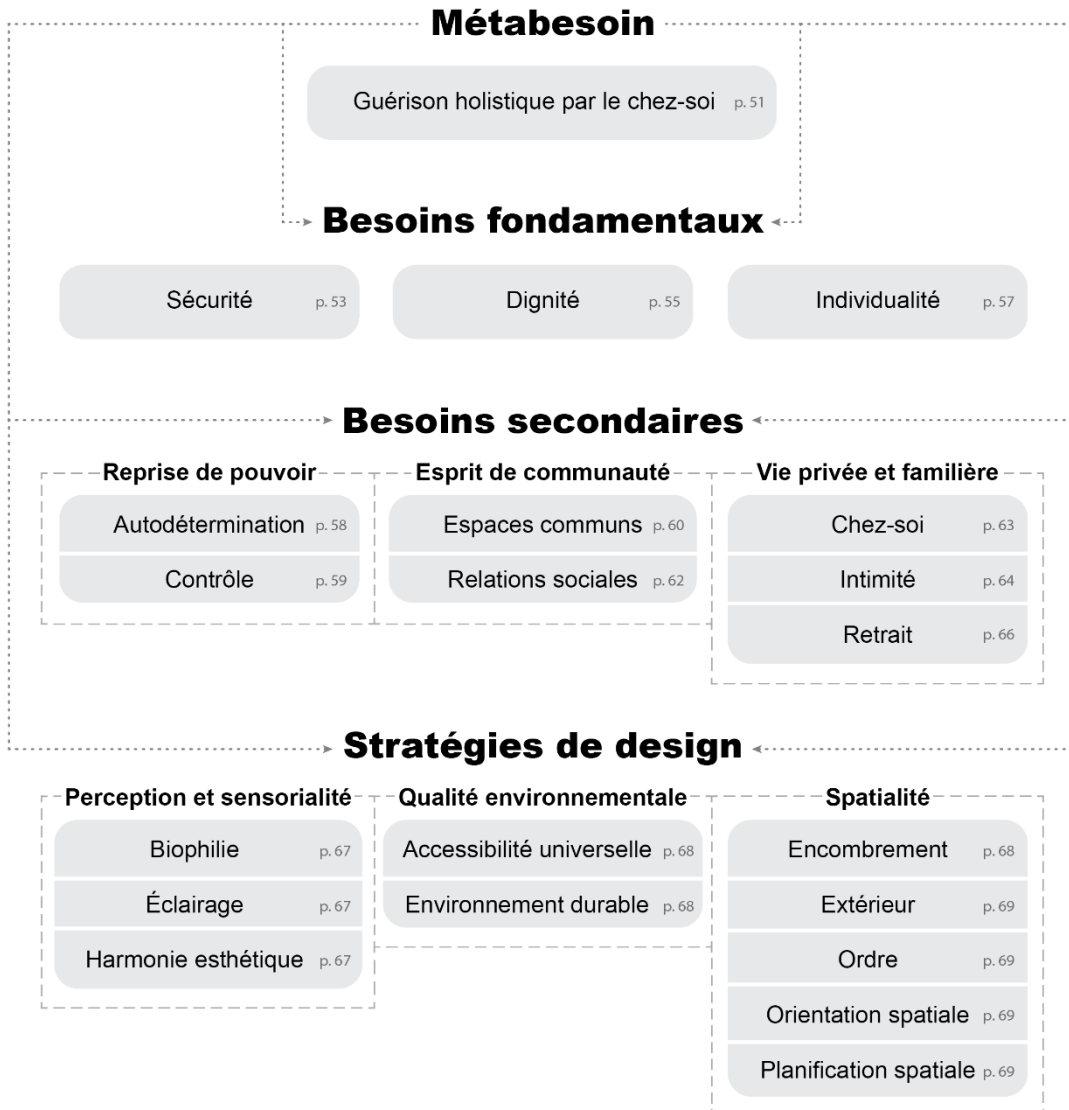 Métabesoin
Guérison holistique par le chez-soi p. 51
Besoins fondamentaux
Sécurité p. 53
Dignité p. 55
Individualité p. 57
Besoins secondaires
Reprise de pouvoir
Autodétermination p. 58
Contrôle p. 59
Esprit de communauté
Espaces communs p. 60
Relations sociales p. 62
Vie privée et familière
Chez-soi p. 63
Intimité p. 64
Retrait p. 66
Stratégies de design
Perception et sensorialité
Biophilie p. 67
Éclairage p. 67
Harmonie esthétique p. 67
Qualité environnementale
Accessibilité universelle p. 68
Environnement durable p. 68
Spatialité
Encombrement p. 68
Extérieur p. 69
Ordre p. 69
Orientation spatiale p. 69
Planification spatiale p. 69